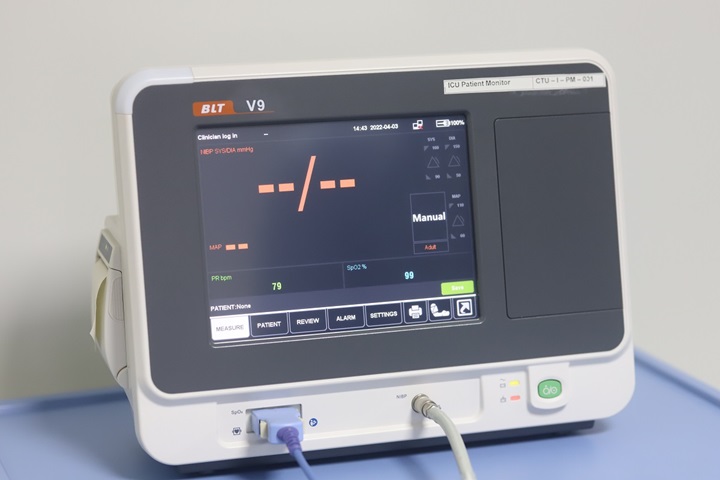 ICU Patient Monitor CTU - I - PM - 031
BLT V9
Clinician log in -- 14:43 2022-04-03 100%
NIBP SYS/DIA mmHg
--/--
Manual
MAP -- Adult
PR bpm SpO2 %
79 99
Save
PATIENT:None
MEASURE PATIENT REVIEW ALARM SETTINGS
SpO₂ NIBP